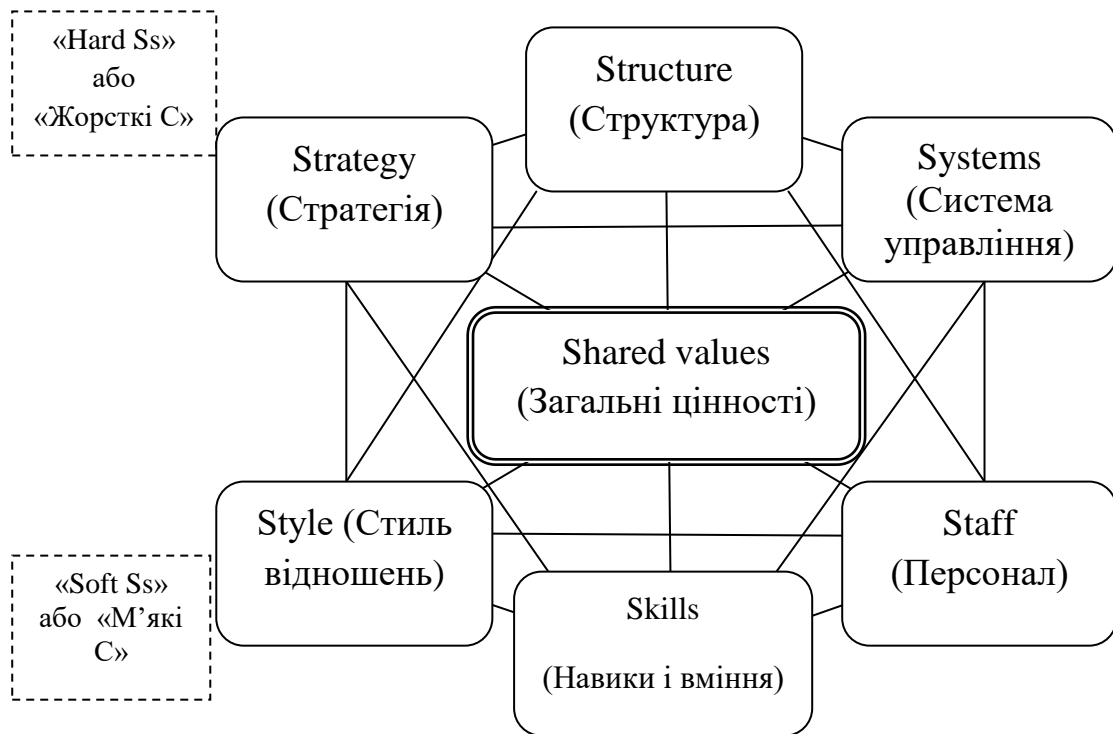 «Hard Ss»
або
«Жорсткі С»
Structure
(Структура)
Strategy
(Стратегія)
Systems
(Система
управління)
Shared values
(Загальні цінності)
Style (Стиль
відношень)
Staff
(Персонал)
«Soft Ss»
або «М’які
С»
Skills
(Навики і вміння)